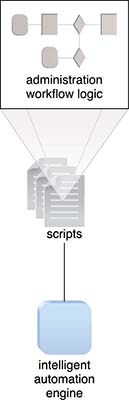 administration
workflow logic
scripts
intelligent
automation
engine